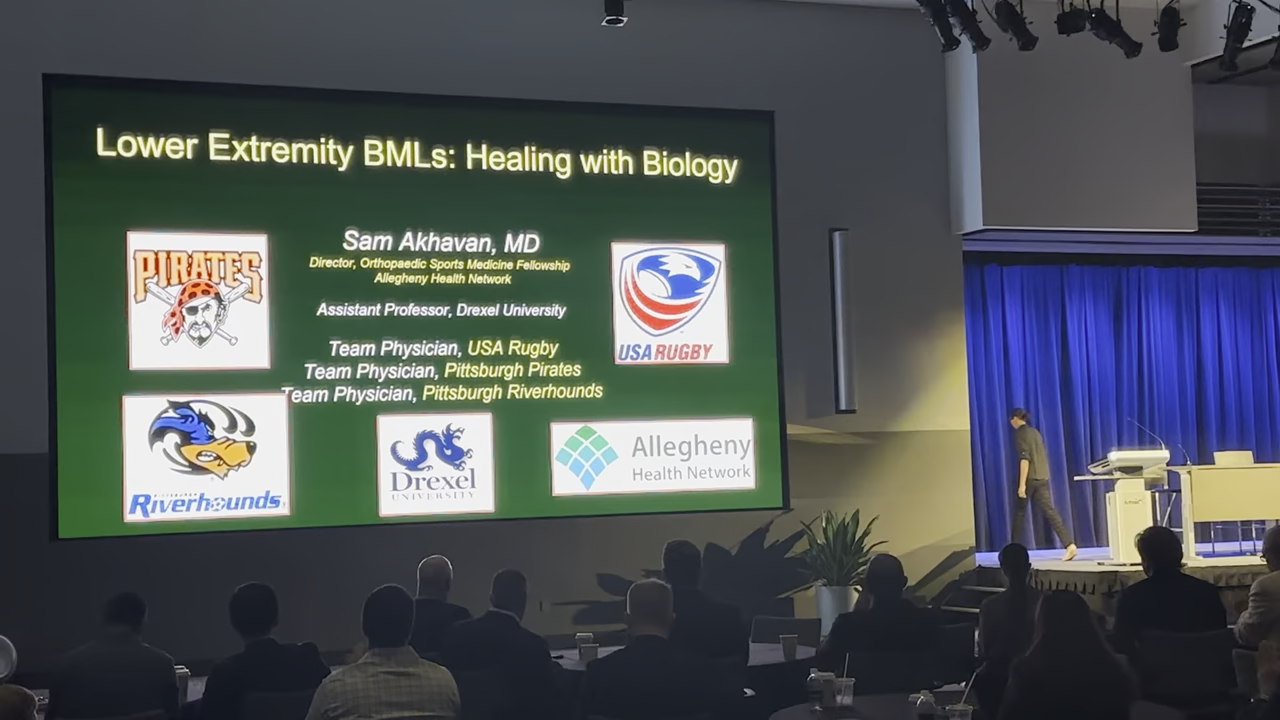 Lower Extremity BMLs: Healing with Biology
Sam Akhavan, MD
Director, Orthopaedic Sports Medicine Fellowship
Allegheny Health Network
Assistant Professor, Drexel University
Team Physician, USA Rugby
Team Physician, Pittsburgh Pirates
Team Physician, Pittsburgh Riverhounds
PIRATES
USA RUGBY
PITTSBURGH
Riverhounds
Drexel
UNIVERSITY
Allegheny
Health Network